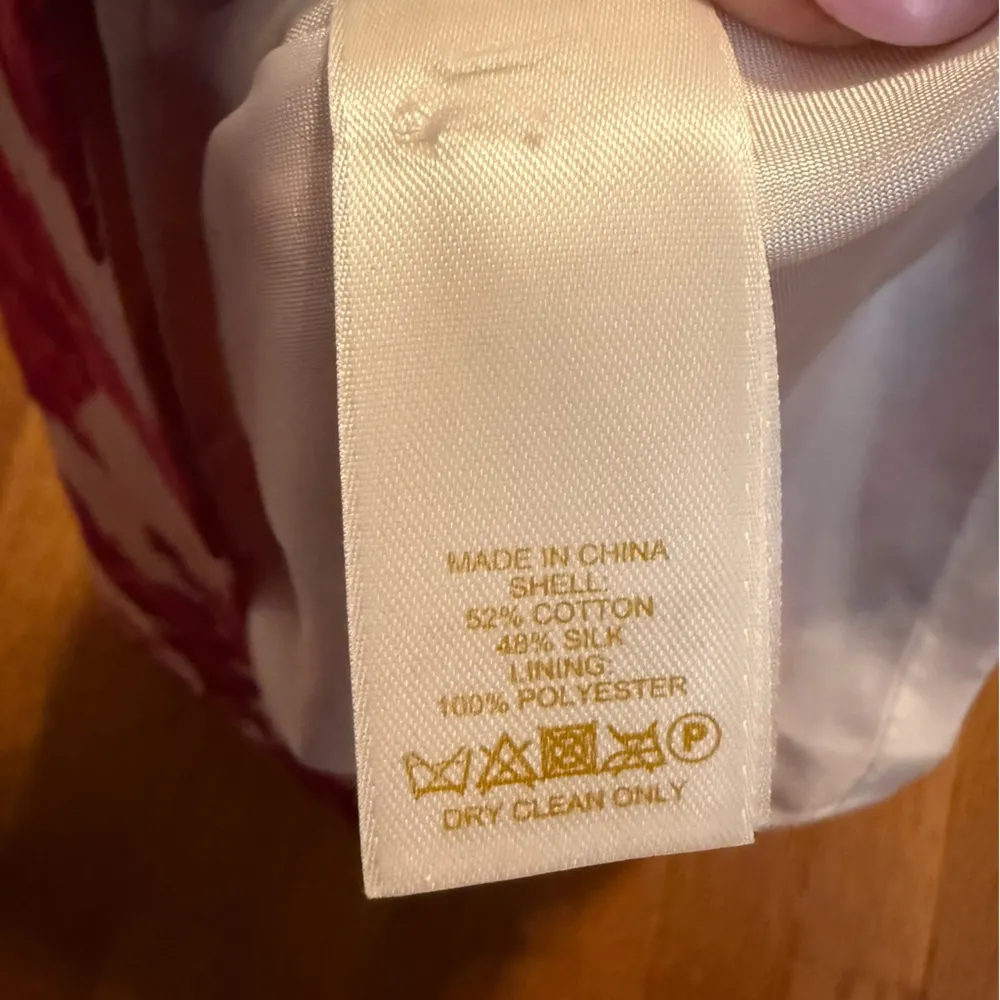 MADE IN CHINA
SHELL:
52% COTTON
48% SILK
LINING:
100% POLYESTER
P
DRY CLEAN ONLY